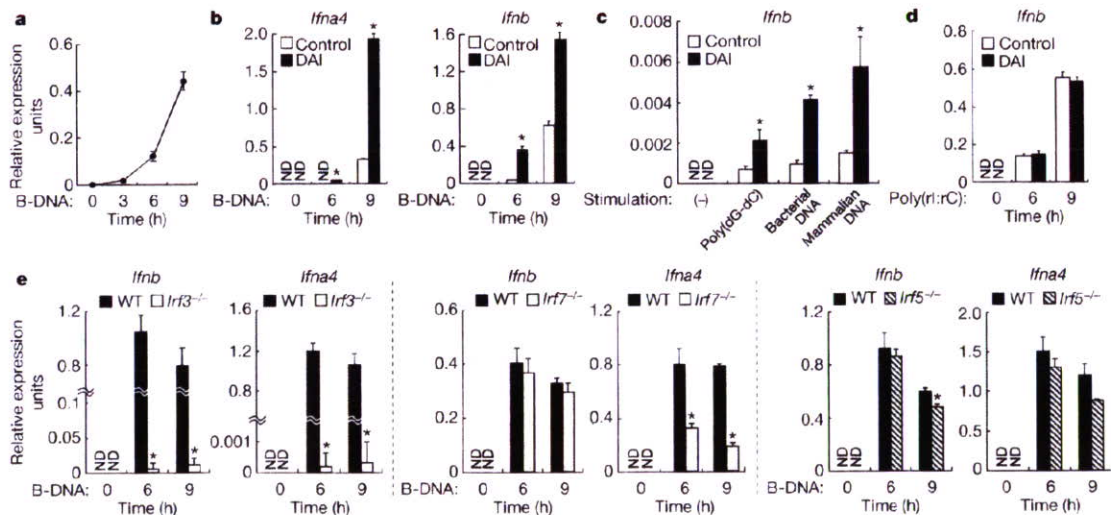 a
Relative expression
units
0.6
0.4
0.2
0
B-DNA: 0 3 6 9
Time (h)
b
Ifna4
Control
DAI
2.0
1.6
1.2
0.8
0.4
0
ND
ND
ND
*
*
B-DNA: 0 6 9
Time (h)
Ifnb
Control
DAI
1.6
1.2
0.8
0.4
0
ND
ND
*
*
0 6 9
Time (h)
c
Ifnb
Control
DAI
0.008
0.006
0.004
0.002
0
ND
ND
*
*
*
Stimulation: (–)
Poly(dG–dC)
Bacterial
DNA
Mammalian
DNA
d
Ifnb
Control
DAI
0.8
0.6
0.4
0.2
0
ND
ND
Poly(rI:rC) 0 6 9
Time (h)
e
Relative expression
units
Ifnb
WT Irf3–/–
1.2
0.8
0.1
0.05
0
ND
ND
*
*
B-DNA: 0 6 9
Time (h)
Ifna4
WT Irf3–/–
1.6
1.2
0.8
0.001
0
ND
ND
*
*
0 6 9
Time (h)
Ifnb
WT Irf7–/–
0.6
0.4
0.2
0
ND
ND
B-DNA: 0 6 9
Time (h)
Ifna4
WT Irf7–/–
1.2
0.8
0.4
0
ND
ND
*
*
0 6 9
Time (h)
Ifnb
WT Irf5–/–
1.2
0.8
0.4
0
ND
ND
*
B-DNA: 0 6 9
Time (h)
Ifna4
WT Irf5–/–
2.0
1.5
1.0
0.5
0
ND
ND
0 6 9
Time (h)